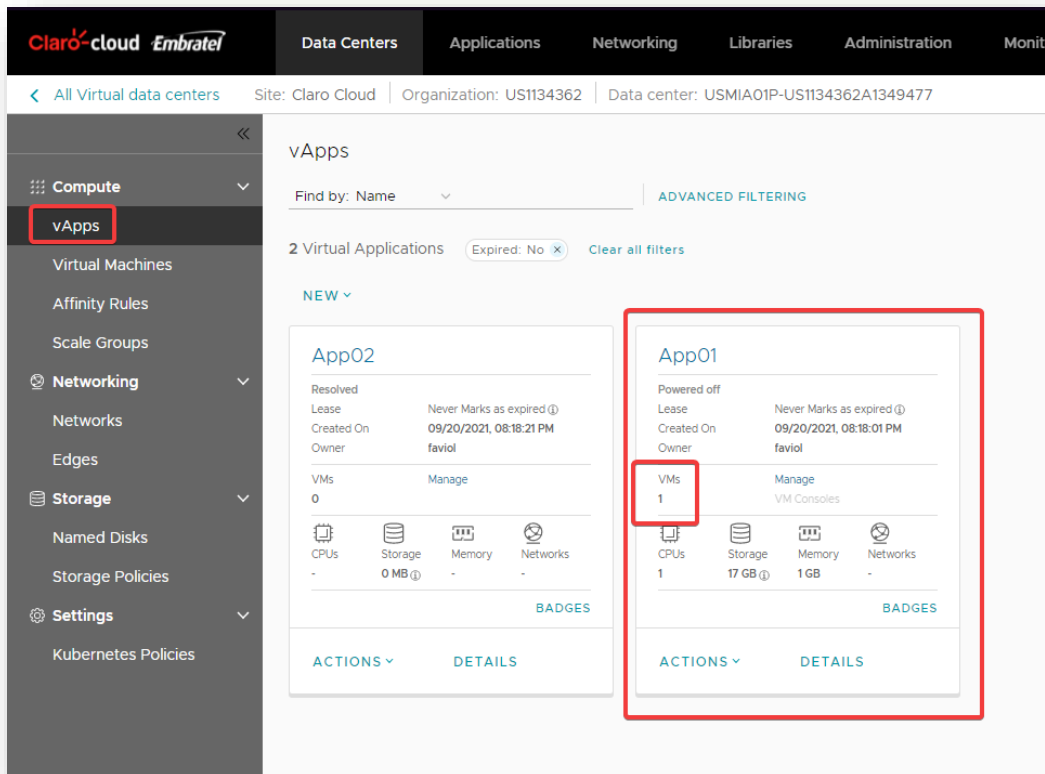 Claro-cloud Embratel Data Centers Applications Networking Libraries Administration Monit
All Virtual data centers Site: Claro Cloud Organization: US1134362 Data center: USMIA01P-US1134362A1349477
Compute
vApps
Virtual Machines
Affinity Rules
Scale Groups
Networking
Networks
Edges
Storage
Named Disks
Storage Policies
Settings
Kubernetes Policies
vApps
Find by: Name ADVANCED FILTERING
2 Virtual Applications Expired: No Clear all filters
NEW
App02
Resolved
Lease Never Marks as expired
Created On 09/20/2021, 08:18:21 PM
Owner faviol
VMs Manage
0
CPUs Storage Memory Networks
- 0 MB - -
BADGES
ACTIONS DETAILS
App01
Powered off
Lease Never Marks as expired
Created On 09/20/2021, 08:18:01 PM
Owner faviol
VMs Manage
1 VM Consoles
CPUs Storage Memory Networks
1 17 GB 1 GB -
BADGES
ACTIONS DETAILS